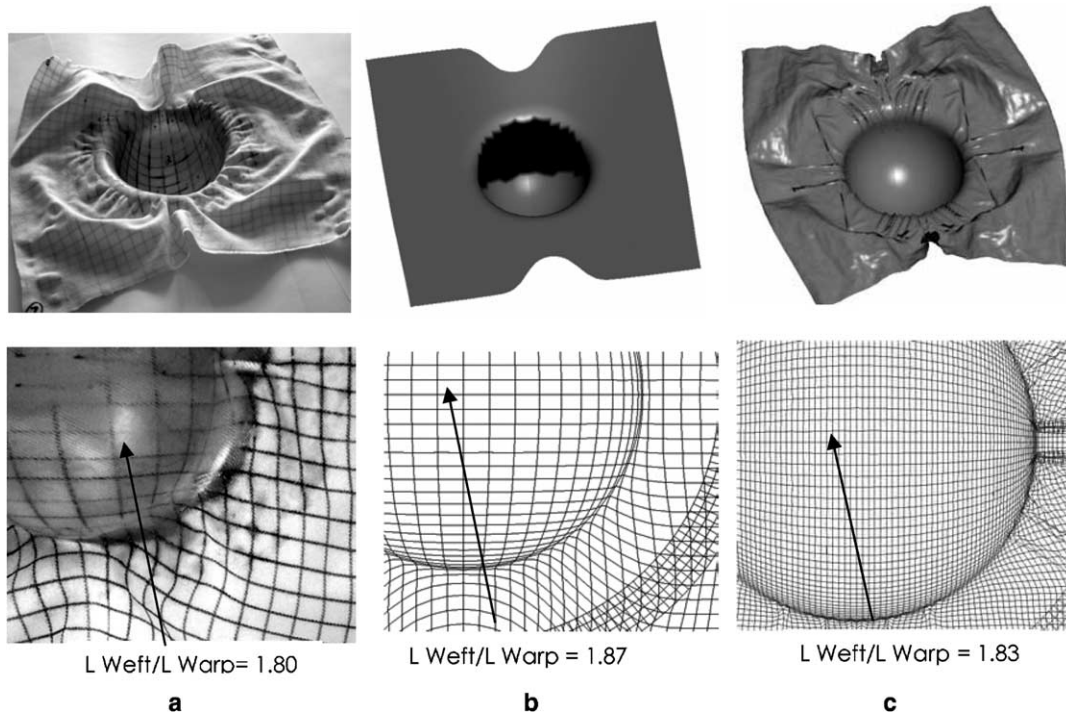 L Weft/L Warp= 1.80
L Weft/L Warp = 1.87
L Weft/L Warp = 1.83
a
b
c